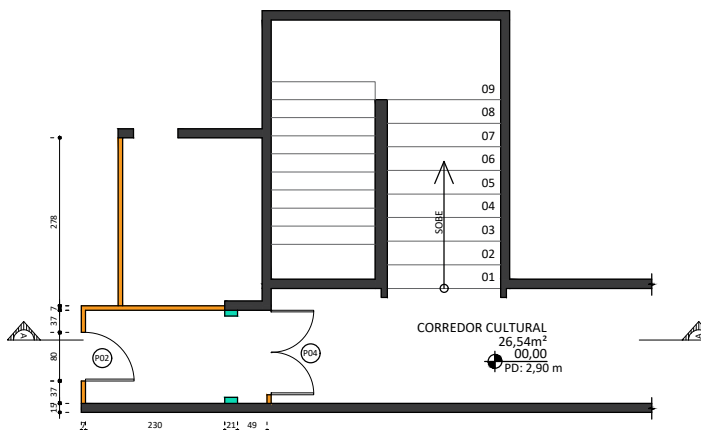 09
08
07
06
05
04
03
02
01
SOBE
278
7
37
80
37
19
A
P02
P04
CORREDOR CULTURAL
26,54m²
00,00
PD: 2,90 m
A
7
230
21
49